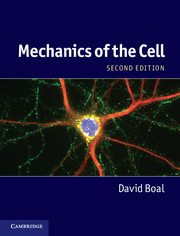 Mechanics of the Cell
SECOND EDITION
David Boal
CAMBRIDGE